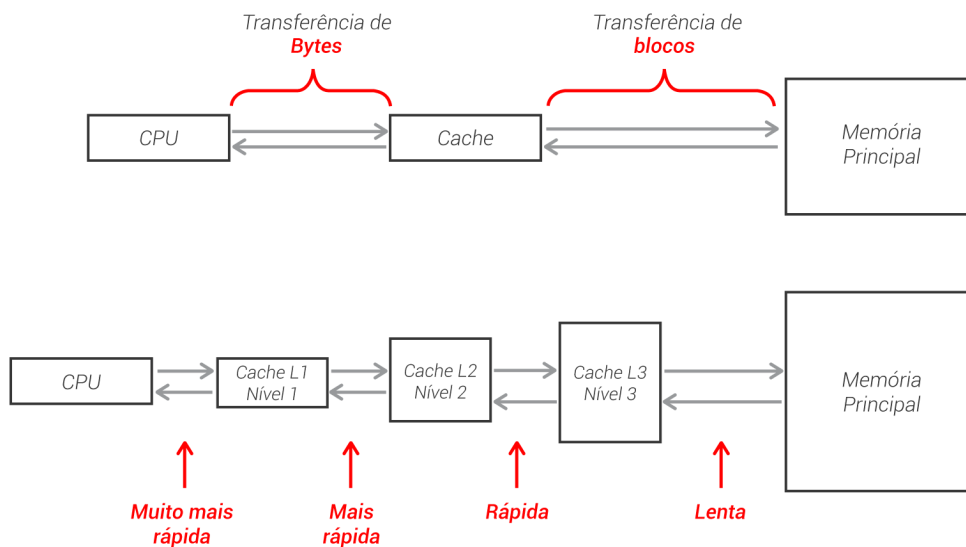 Transferência de
Bytes
Transferência de
blocos
CPU
Cache
Memória
Principal
CPU
Cache L1
Nível 1
Cache L2
Nível 2
Cache L3
Nível 3
Memória
Principal
Muito mais
rápida
Mais
rápida
Rápida
Lenta